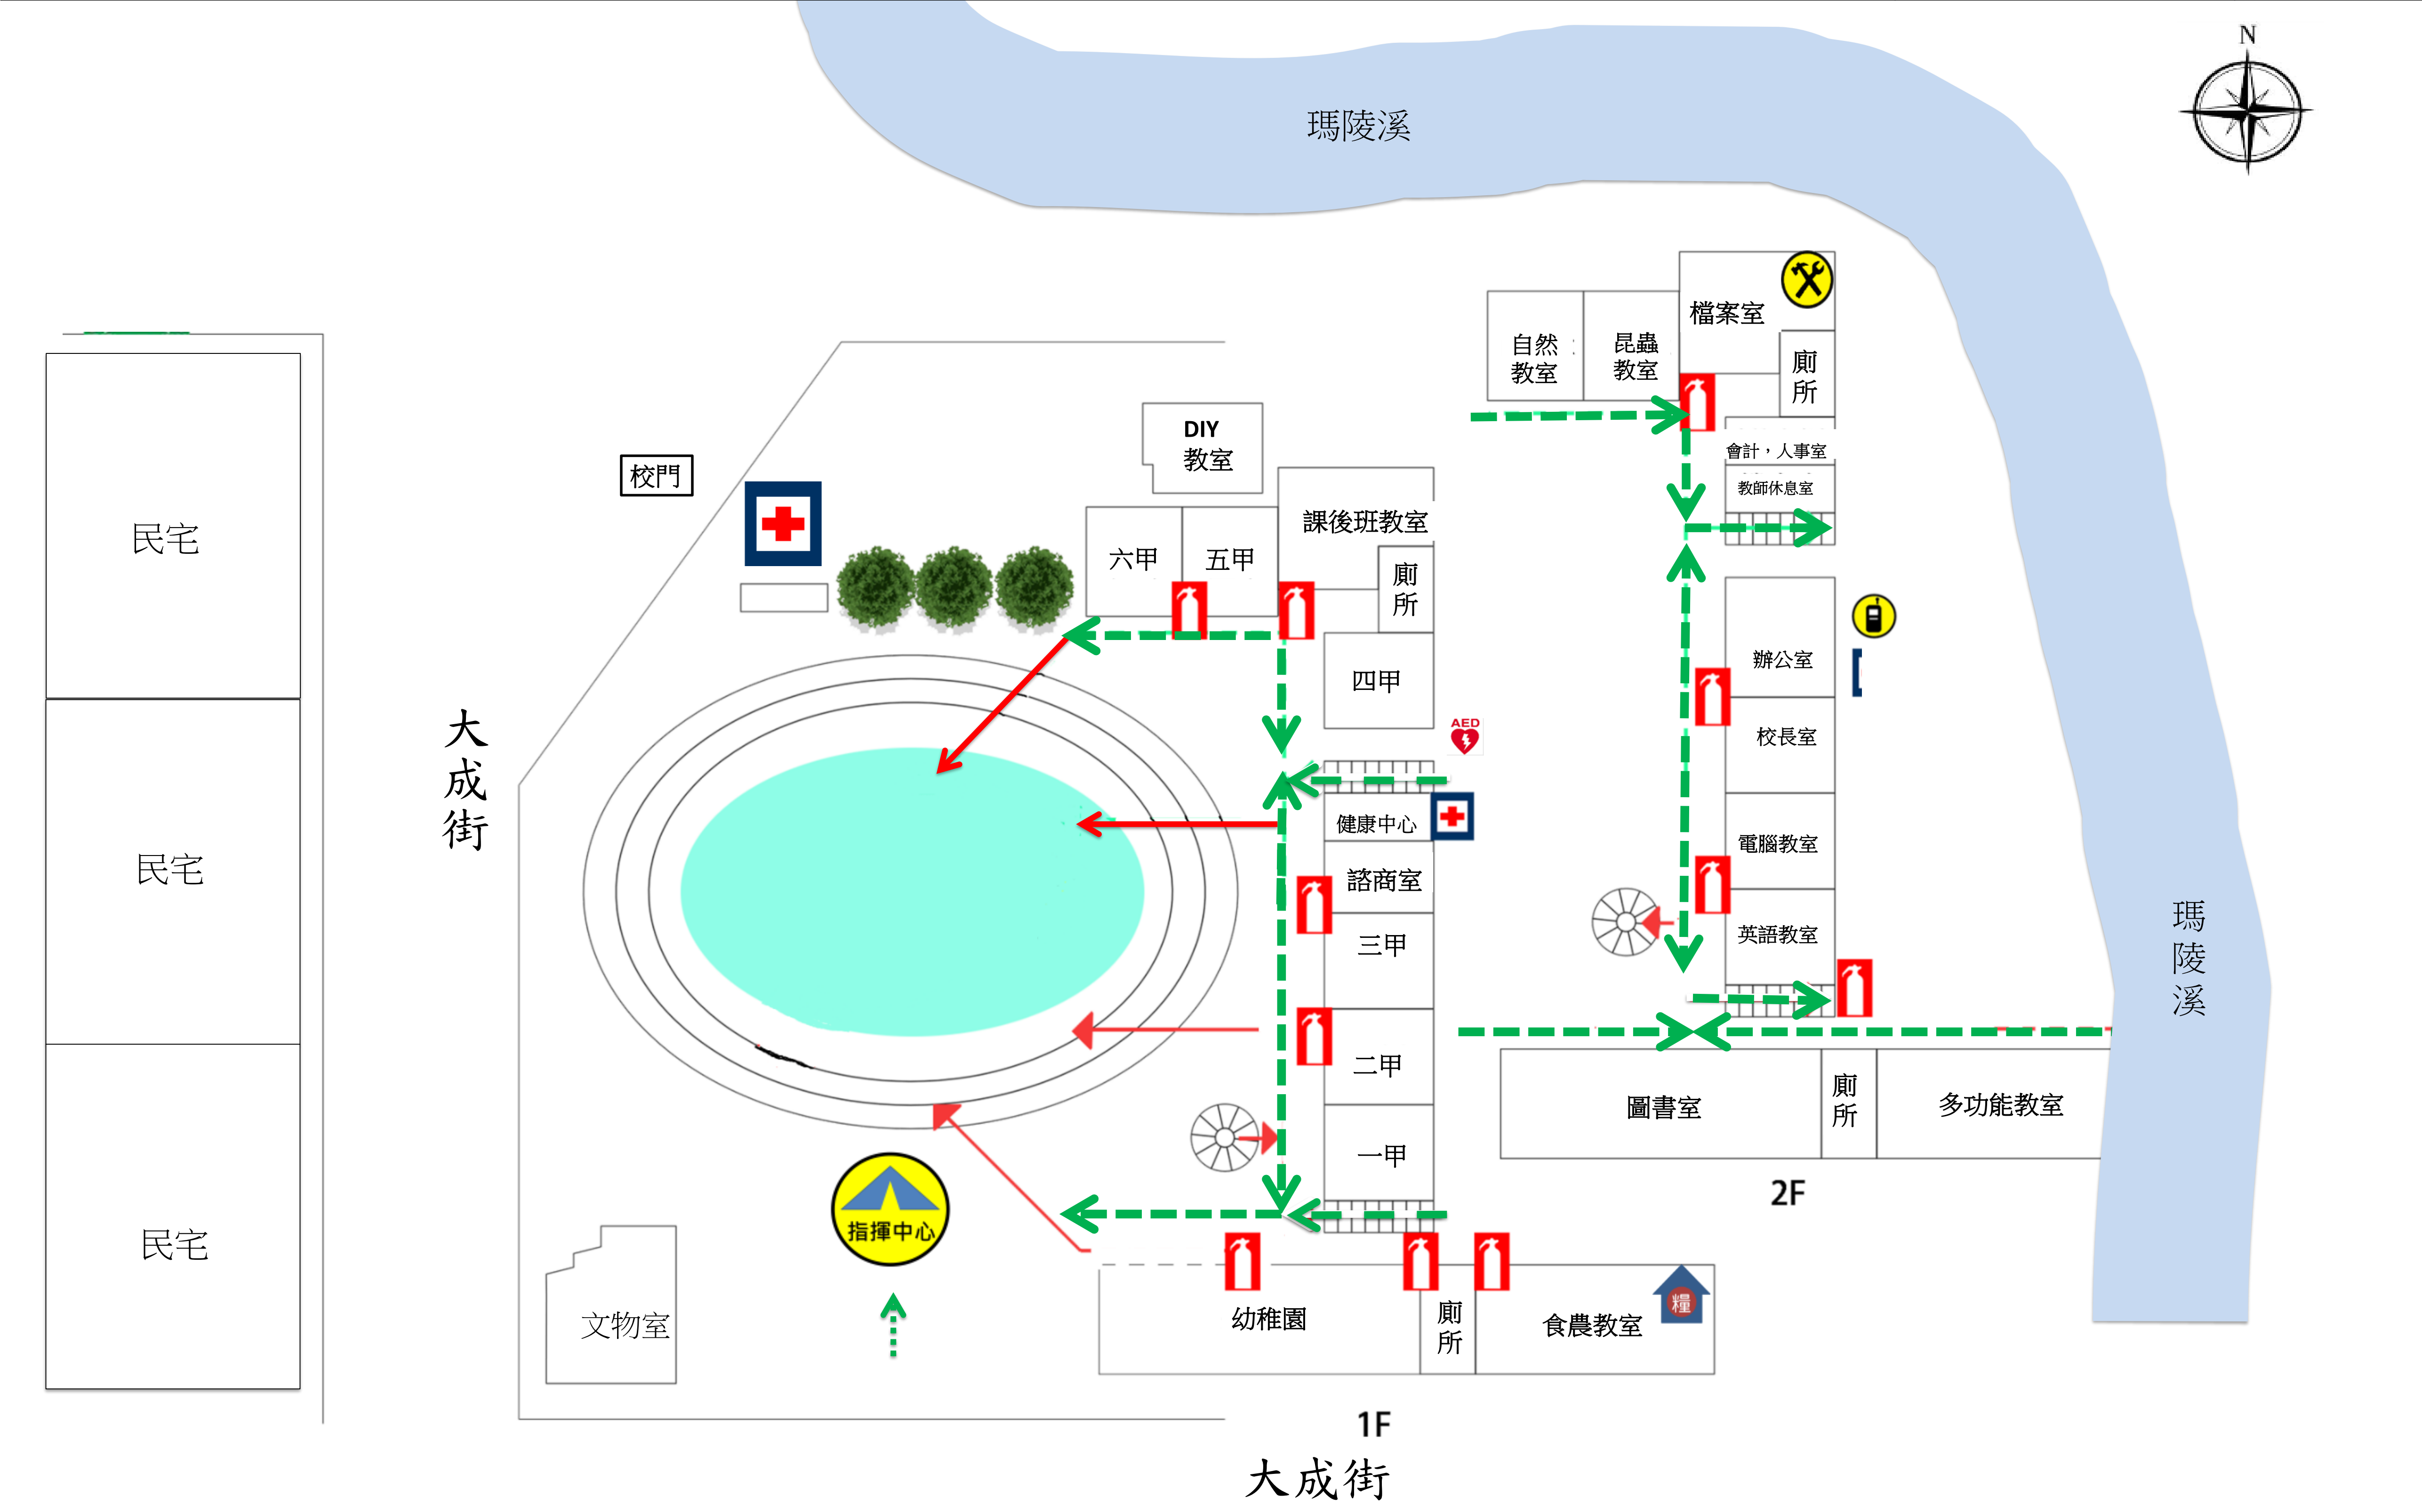 N
瑪陵溪
檔案室
自然
教室
昆蟲
教室
廁
所
會計，人事室
教師休息室
DIY
教室
校門
課後班教室
六甲
五甲
廁
所
民宅
四甲
辦公室
大
成
街
AED
校長室
健康中心
電腦教室
民宅
諮商室
三甲
英語教室
瑪
陵
溪
二甲
圖書室
廁
所
多功能教室
一甲
2F
指揮中心
民宅
文物室
幼稚園
廁
所
食農教室
糧
1F
大成街